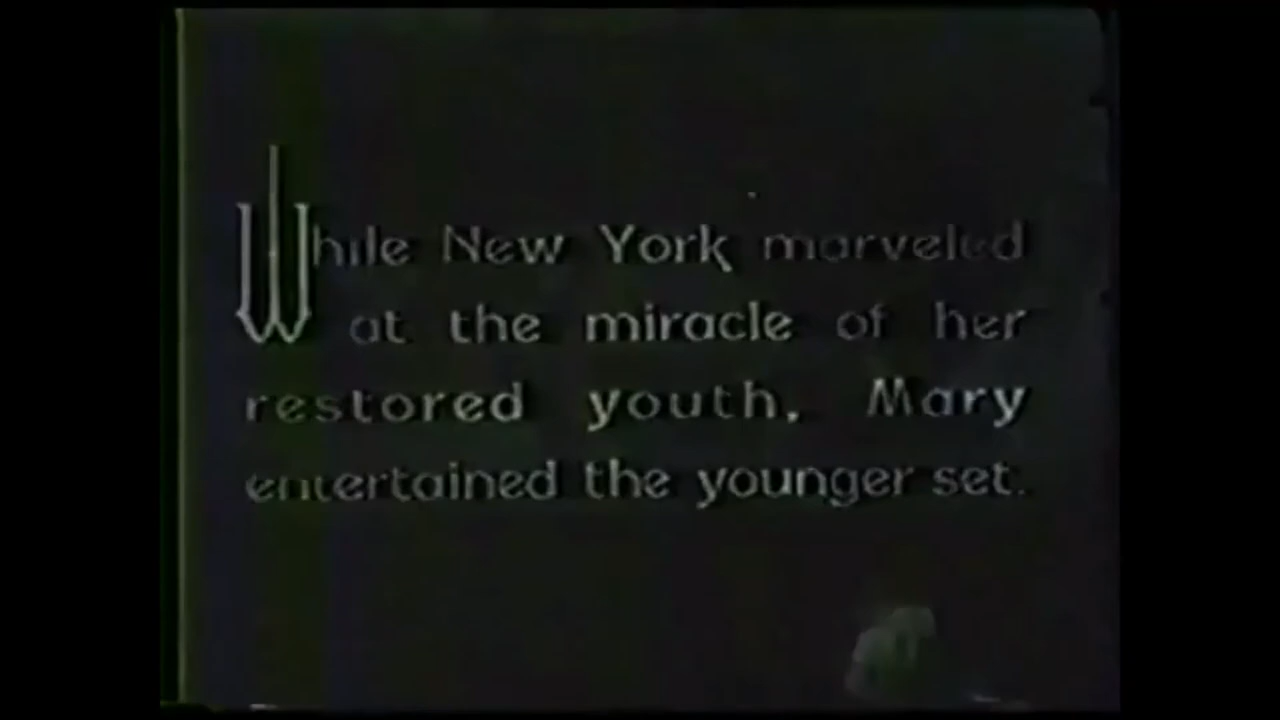 While New York marveled
at the miracle of her
restored youth, Mary
entertained the younger set.